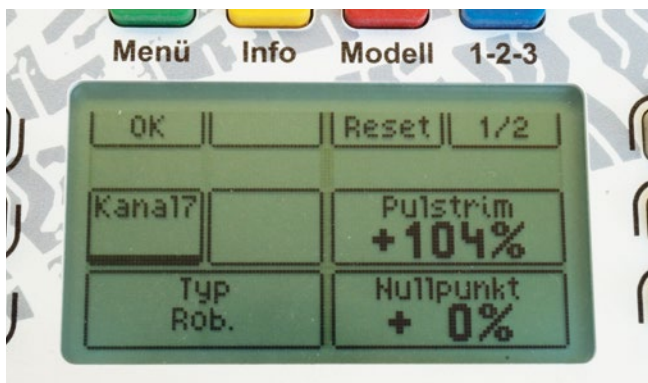 Menü Info Modell 1-2-3
OK Reset 1/2
Kanal7 Pulstrim
+104%
Typ Nullpunkt
Rob. + 0%